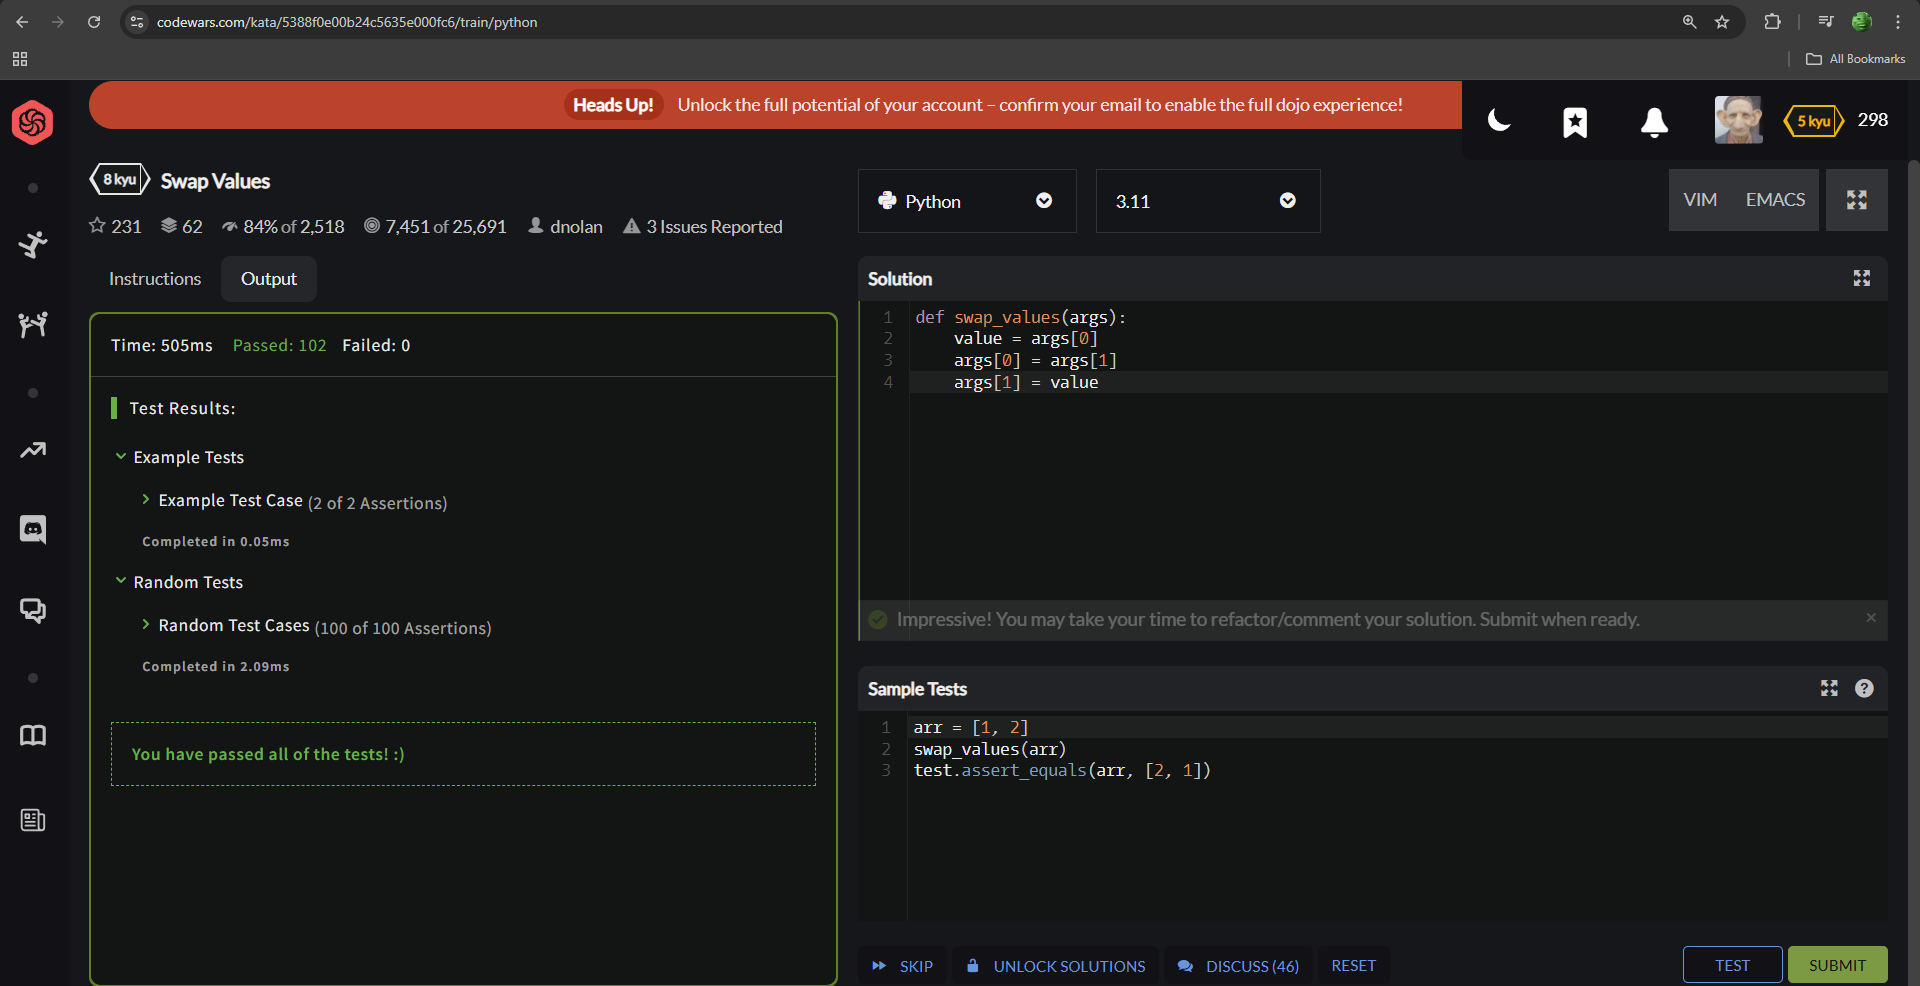 codewars.com/kata/5388f0e00b24c5635e000fc6/train/python
All Bookmarks
Heads Up! Unlock the full potential of your account – confirm your email to enable the full dojo experience!
5 kyu 298
8 kyu Swap Values
231 62 84% of 2,518 7,451 of 25,691 dnolan 3 Issues Reported
Python 3.11 VIM EMACS
Instructions Output
Time: 505ms Passed: 102 Failed: 0
Test Results:
Example Tests
Example Test Case (2 of 2 Assertions)
Completed in 0.05ms
Random Tests
Random Test Cases (100 of 100 Assertions)
Completed in 2.09ms
You have passed all of the tests! :)
Solution
1 def swap_values(args):
2     value = args[0]
3     args[0] = args[1]
4     args[1] = value
Impressive! You may take your time to refactor/comment your solution. Submit when ready. ×
Sample Tests ?
1 arr = [1, 2]
2 swap_values(arr)
3 test.assert_equals(arr, [2, 1])
SKIP UNLOCK SOLUTIONS DISCUSS (46) RESET TEST SUBMIT